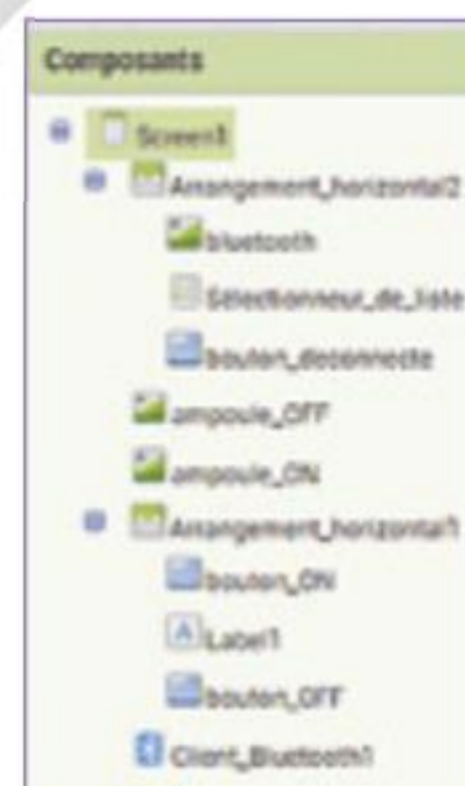 Composants
Screen1
Arrangement_horizontal2
bluetooth
Sélectionneur_de_liste
bouton_deconnecte
ampoule_OFF
ampoule_ON
Arrangement_horizontal1
bouton_ON
Label1
bouton_OFF
Client_Bluetooth1